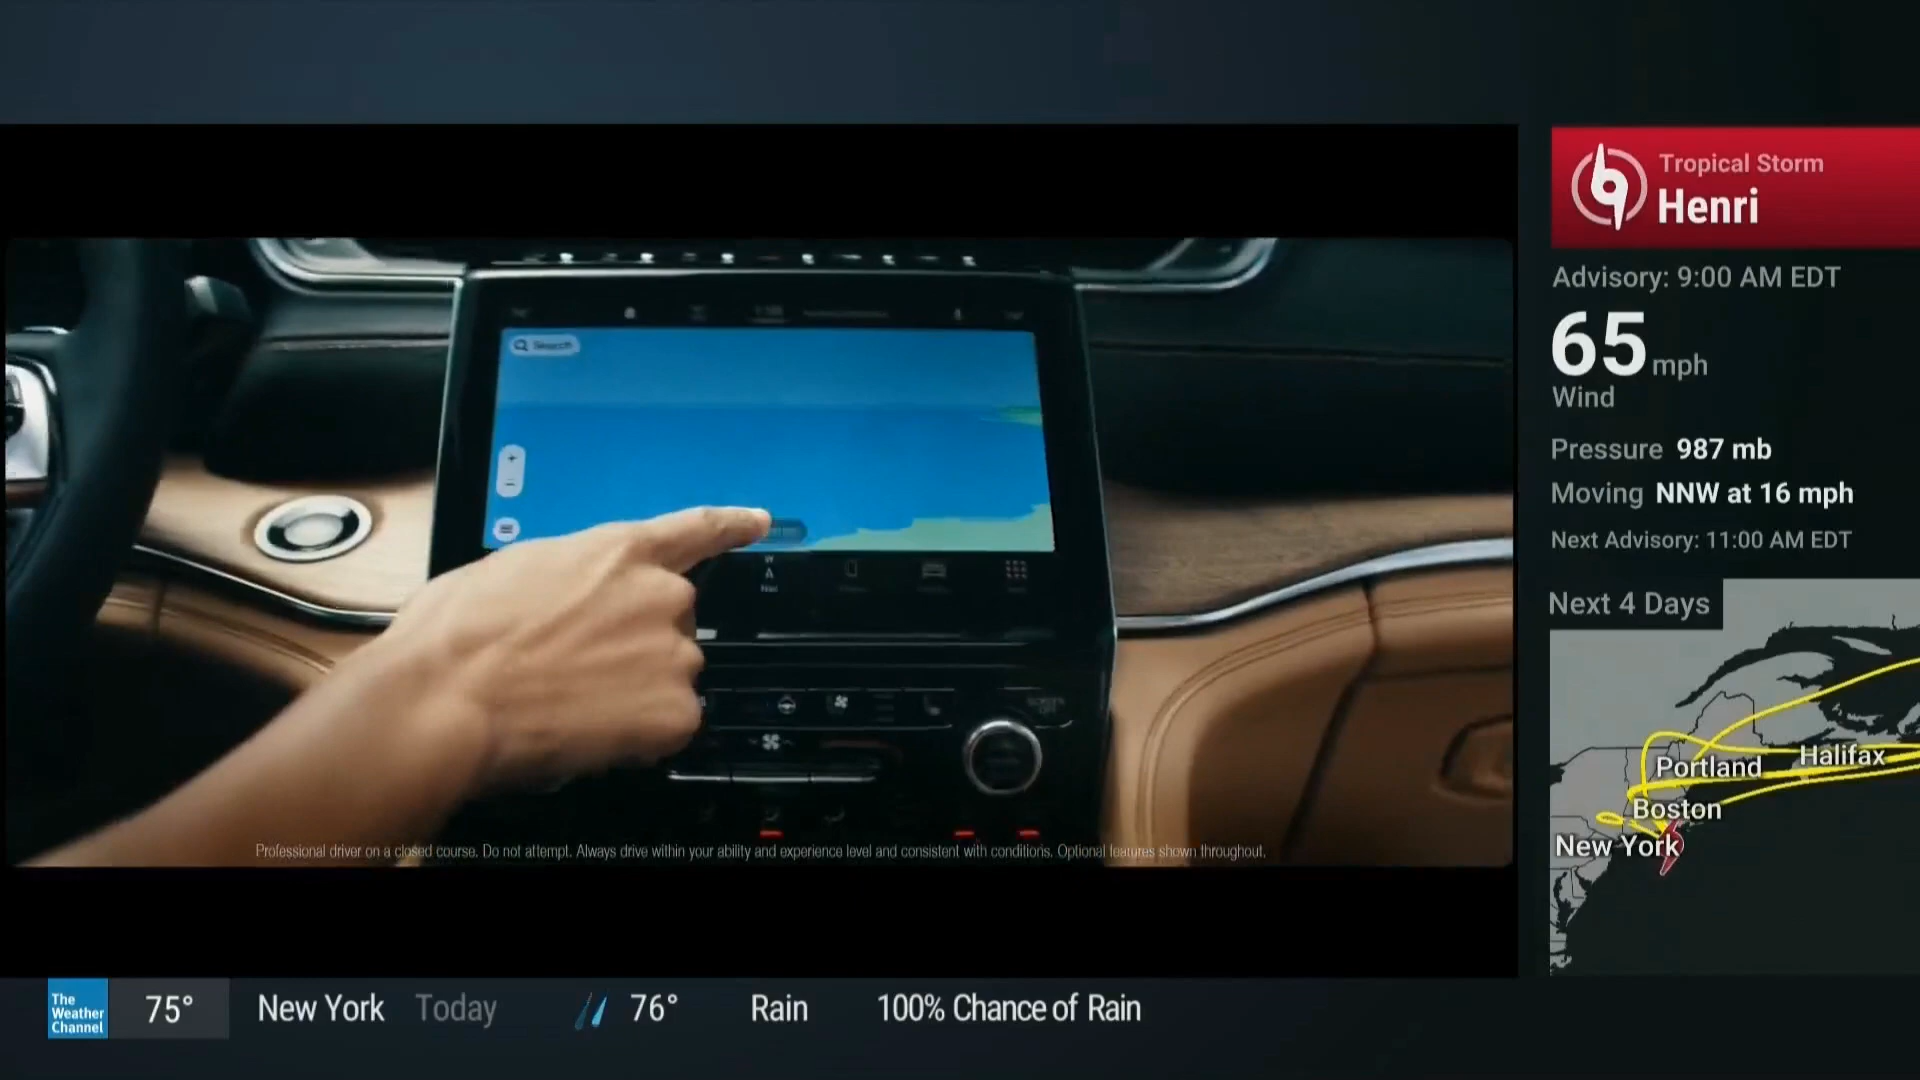 Tropical Storm
Henri
Advisory: 9:00 AM EDT
65 mph
Wind
Pressure 987 mb
Moving NNW at 16 mph
Next Advisory: 11:00 AM EDT
Next 4 Days
Halifax
Portland
Boston
New York
Search
+
Nav
Professional driver on a closed course. Do not attempt. Always drive within your ability and experience level and consistent with conditions. Optional features shown throughout.
The
Weather
Channel
75° New York Today 76° Rain 100% Chance of Rain